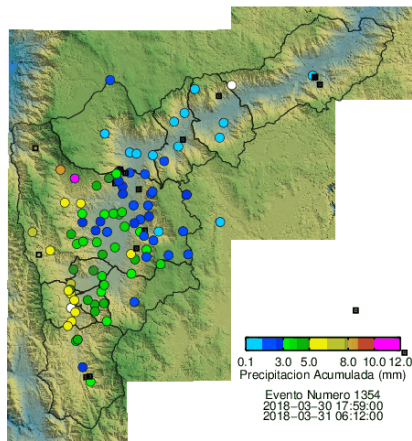 0.1 3.0 5.0 8.0 10.0 12.0
Precipitacion Acumulada (mm)
Evento Numero 1354
2018-03-30 17:59:00
2018-03-31 06:12:00